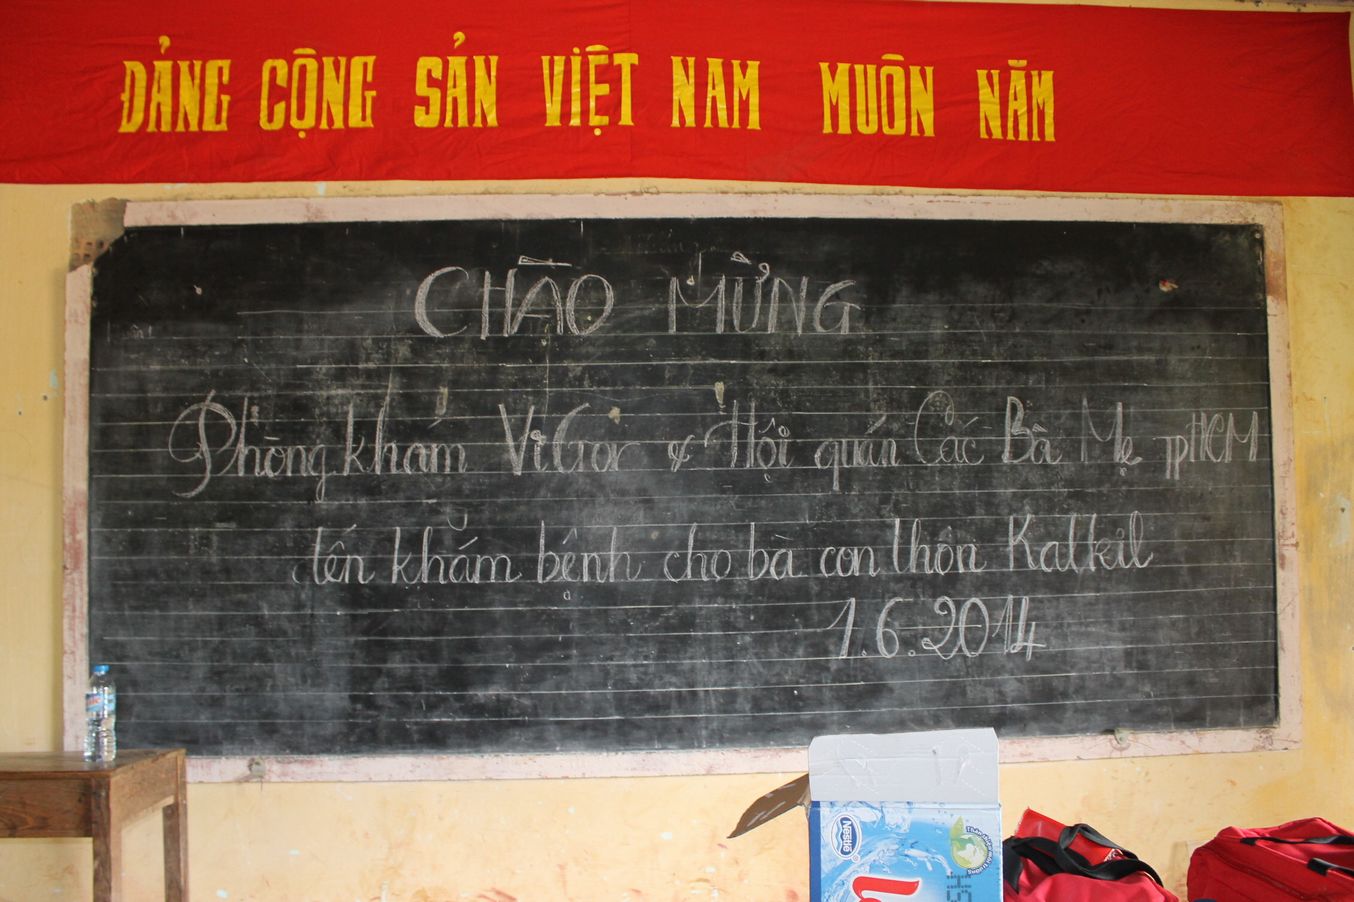 ĐẢNG CỘNG SẢN VIỆT NAM MUÔN NĂM
CHÀO MỪNG
Phòng khám ViGor & Hội quán Các Bà Mẹ TPHCM
tến khám bệnh cho bà con thôn Kalkil
1.6.2014
Nestlé